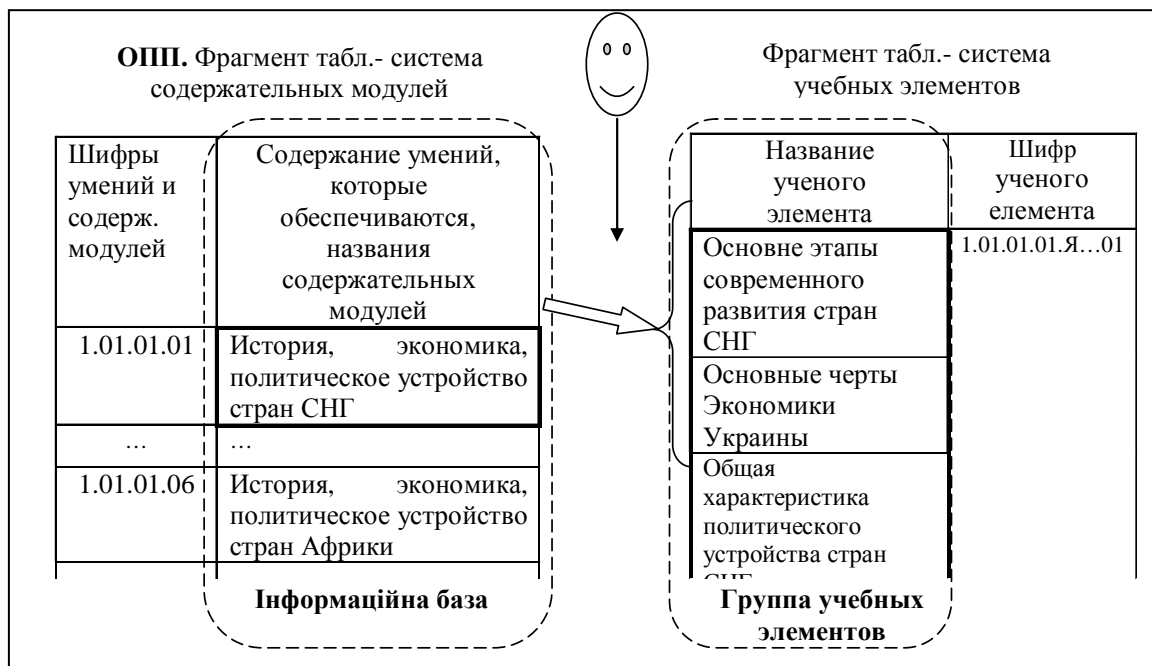 ОПП. Фрагмент табл.- система
содержательных модулей
Фрагмент табл.- система
учебных элементов
Шифры
умений и
содерж.
модулей
Содержание умений,
которые
обеспечиваются,
названия
содержательных
модулей
1.01.01.01
История, экономика,
политическое устройство
стран СНГ
…
…
1.01.01.06
История, экономика,
политическое устройство
стран Африки
Інформаційна база
Название
ученого
элемента
Шифр
ученого
елемента
Основне этапы
современного
развития стран
СНГ
1.01.01.01.Я…01
Основные черты
Экономики
Украины
Общая
характеристика
политического
устройства стран
СНГ
Группа учебных
элементов